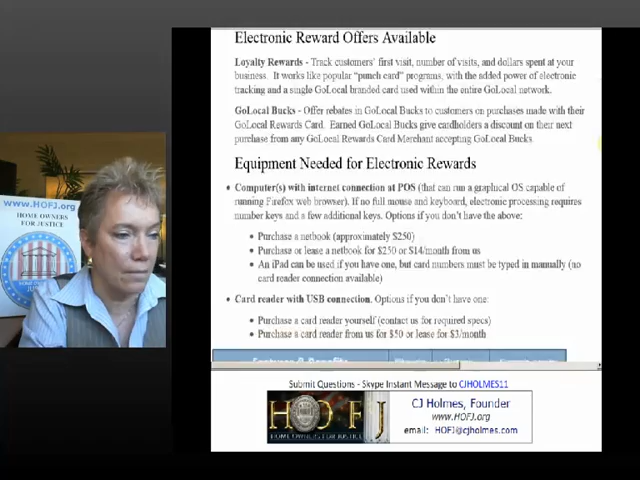 Electronic Reward Offers Available
Loyalty Rewards - Track customers' first visit, number of visits, and dollars spent at your
business. It works like popular "punch card" programs, with the added power of electronic
tracking and a single GoLocal branded card used within the entire GoLocal network.
GoLocal Bucks - Offer rebates in GoLocal Bucks to customers on purchases made with their
GoLocal Rewards Card. Earned GoLocal Bucks give cardholders a discount on their next
purchase from any GoLocal Rewards Card Merchant accepting GoLocal Bucks.
Equipment Needed for Electronic Rewards
• Computer(s) with internet connection at POS (that can run a graphical OS capable of
running Firefox web browser). If no full mouse and keyboard, electronic processing requires
number keys and a few additional keys. Options if you don't have the above:
• Purchase a netbook (approximately $250)
• Purchase or lease a netbook for $250 or $14/month from us
• An iPad can be used if you have one, but card numbers must be typed in manually (no
card reader connection available)
• Card reader with USB connection. Options if you don't have one:
• Purchase a card reader yourself (contact us for required specs)
• Purchase a card reader from us for $50 or lease for $3/month
Features & Benefits
www.HOFJ.org
HOME OWNERS
FOR JUSTICE
Submit Questions - Skype Instant Message to CJHOLMES11
HOFJ
HOME OWNERS FOR JUSTICE
CJ Holmes, Founder
www.HOFJ.org
email: HOFJ@cjholmes.com